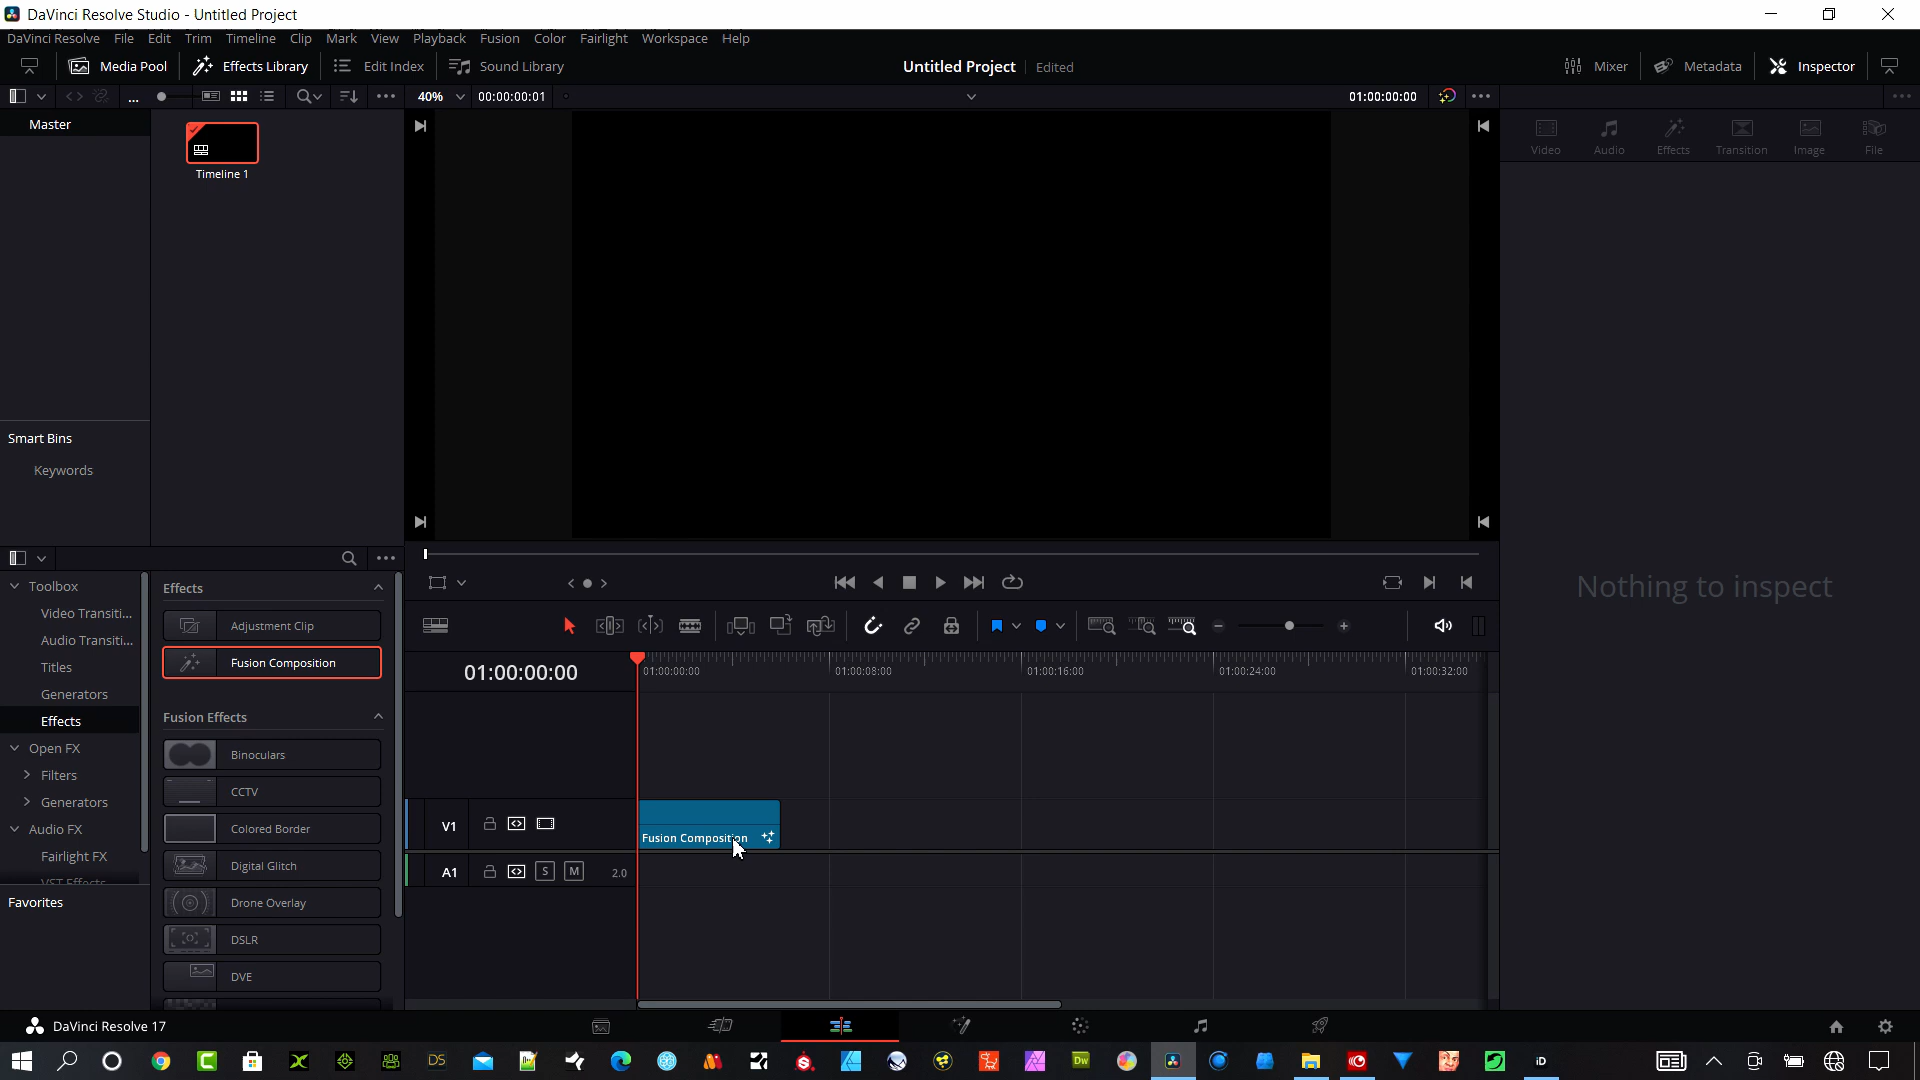 DaVinci Resolve Studio - Untitled Project
DaVinci Resolve File Edit Trim Timeline Clip Mark View Playback Fusion Color Fairlight Workspace Help
Media Pool Effects Library Edit Index Sound Library Untitled Project Edited Mixer Metadata Inspector
40% 00:00:00:01 01:00:00:00
Master
Timeline 1
Video Audio Effects Transition Image File
Smart Bins
Keywords
Nothing to inspect
Toolbox
Video Transiti...
Audio Transiti...
Titles
Generators
Effects
Open FX
Filters
Generators
Audio FX
Fairlight FX
VST Effects
Favorites
Effects
Adjustment Clip
Fusion Composition
Fusion Effects
Binoculars
CCTV
Colored Border
Digital Glitch
Drone Overlay
DSLR
DVE
01:00:00:00
01:00:00:00 01:00:08:00 01:00:16:00 01:00:24:00 01:00:32:00
V1
Fusion Composition
A1 S M 2.0
DaVinci Resolve 17
DS
Dw
iD